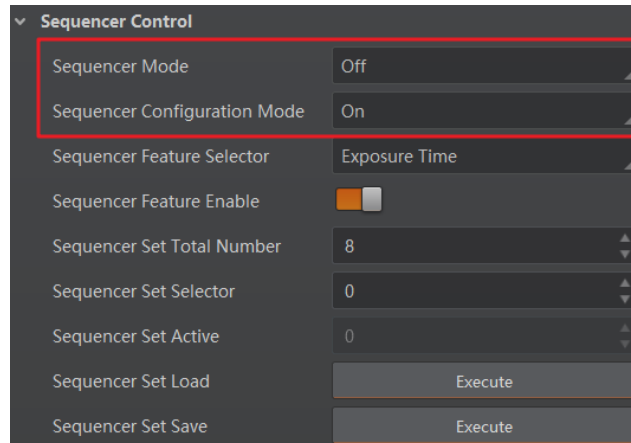 Sequencer Control
Sequencer Mode Off
Sequencer Configuration Mode On
Sequencer Feature Selector Exposure Time
Sequencer Feature Enable
Sequencer Set Total Number 8
Sequencer Set Selector 0
Sequencer Set Active 0
Sequencer Set Load Execute
Sequencer Set Save Execute